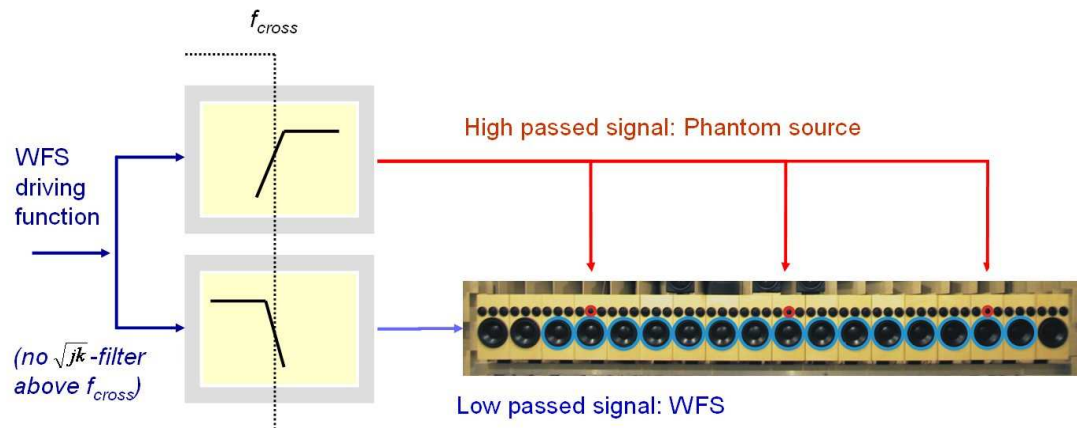 f_cross
High passed signal: Phantom source
WFS
driving
function
(no √jk-filter
above f_cross)
Low passed signal: WFS